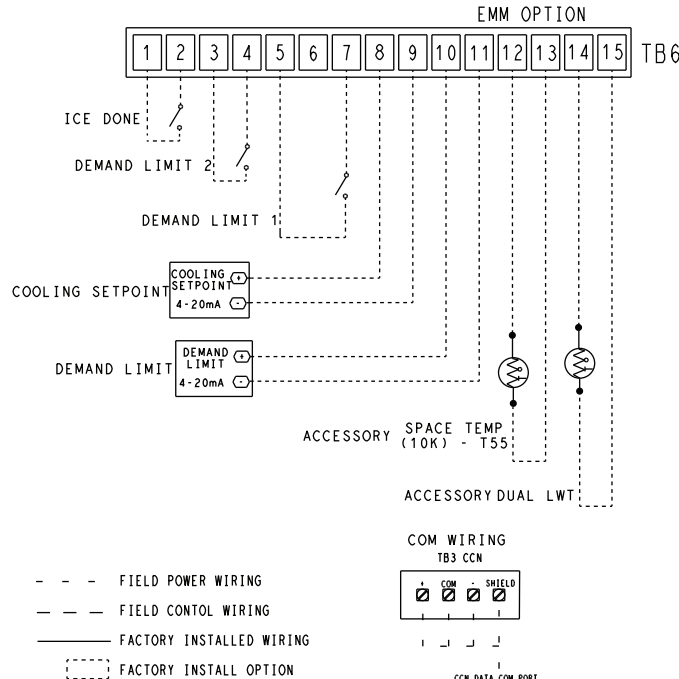 EMM OPTION
1 2 3 4 5 6 7 8 9 10 11 12 13 14 15 TB6
ICE DONE
DEMAND LIMIT 2
DEMAND LIMIT 1
COOLING SETPOINT
COOLING +
SETPOINT
4-20mA -
DEMAND LIMIT
DEMAND +
LIMIT
4-20mA -
ACCESSORY SPACE TEMP
(10K) - T55
ACCESSORY DUAL LWT
COM WIRING
TB3 CCN
+ COM - SHIELD
CCN DATA COM PORT
FIELD POWER WIRING
FIELD CONTOL WIRING
FACTORY INSTALLED WIRING
FACTORY INSTALL OPTION